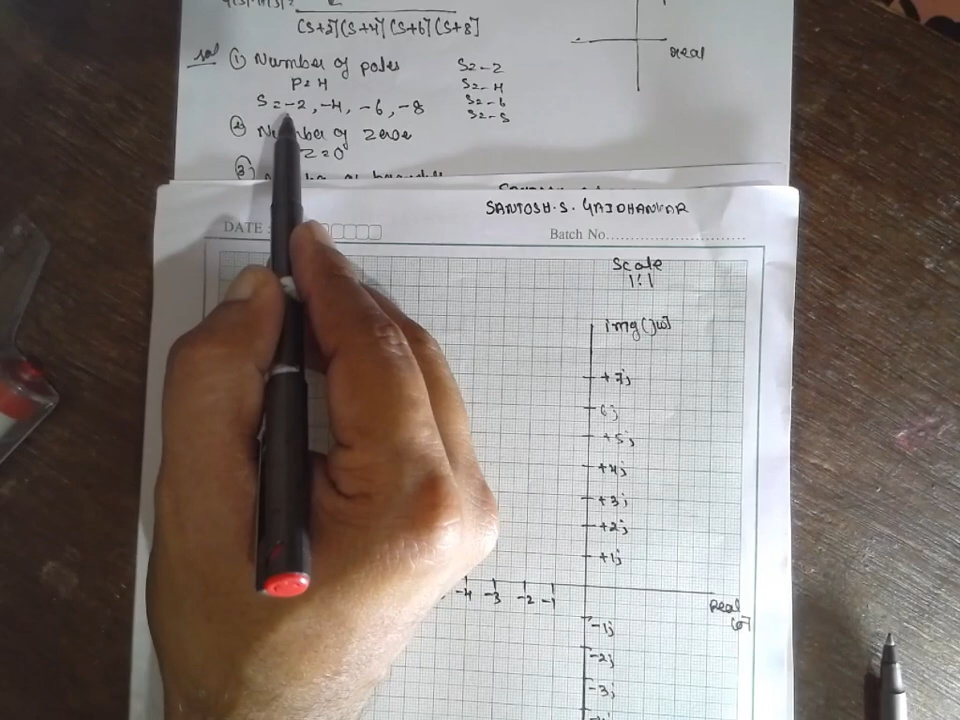 (S+2)(S+4)(S+6)(S+8)
Real
Sol ① Number of poles
P=4
S=-2, -4, -6, -8
S=-2
S=-4
S=-6
S=-8
② Number of zeros
Z=0
③
SANTOSH.S. GAIDHANKAR
DATE :
Batch No.
Scale
1:1
img(jω)
+7j
6j
+5j
+4j
+3j
+2j
+1j
-4 -3 -2 -1
Real
(σ)
-1j
-2j
-3j